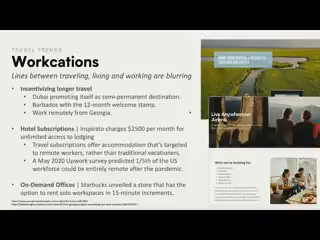 TRAVEL TRENDS
Workcations
Lines between traveling, living and working are blurring
• Incentivizing longer travel
• Dubai promoting itself as semi-permanent destination.
• Barbados with the 12-month welcome stamp.
• Work remotely from Georgia.
• Hotel Subscriptions | Inspirato charges $2500 per month for
unlimited access to lodging
• Travel subscriptions offer accommodation that's targeted
to remote workers, rather than traditional vacationers.
• A May 2020 Upwork survey predicted 1/5th of the US
workforce could be entirely remote after the pandemic.
• On-Demand Offices | Starbucks unveiled a store that has the
option to rent solo workspaces in 15-minute increments.
Live Anywhere on
Airbnb
Who we're looking for